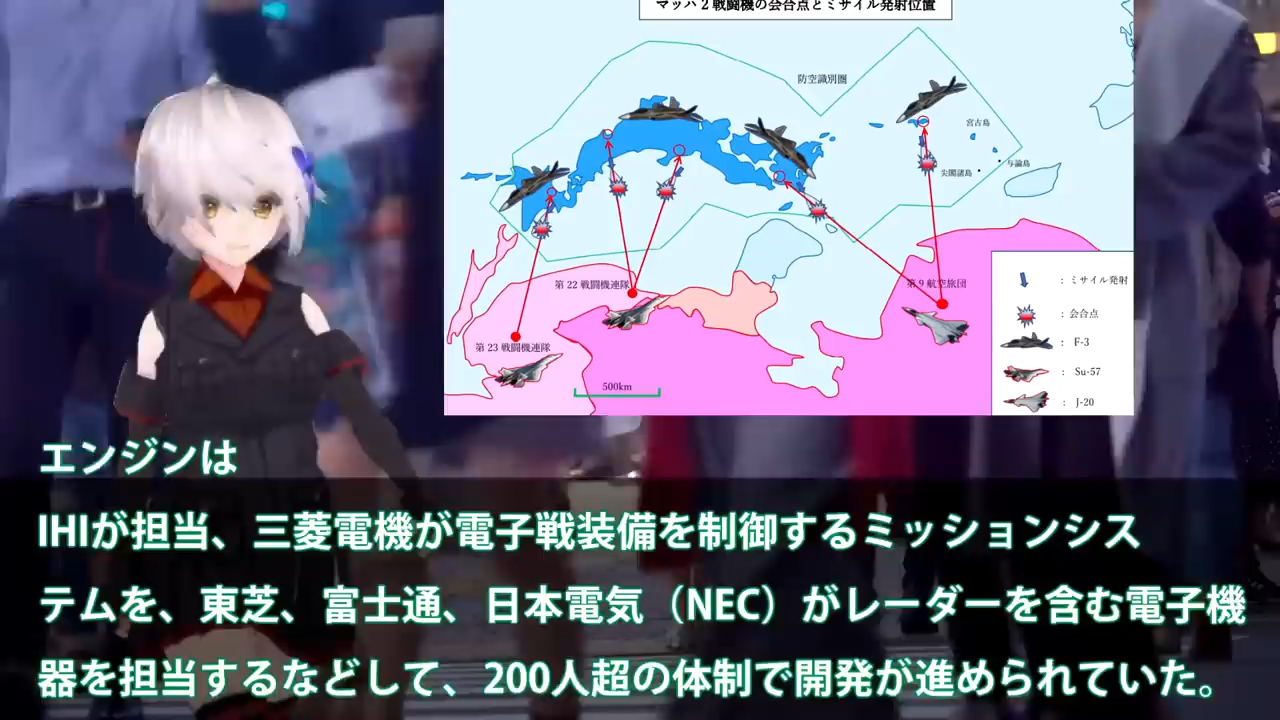 マッハ2戦闘機の会合点とミサイル発射位置
防空識別圏
宮古島
与論島
尖閣諸島
第22戦闘機連隊
第9航空旅団
第23戦闘機連隊
500km
：ミサイル発射
：会合点
： F-3
： Su-57
： J-20
エンジンは
IHIが担当、三菱電機が電子戦装備を制御するミッションシス
テムを、東芝、富士通、日本電気（NEC）がレーダーを含む電子機
器を担当するなどして、200人超の体制で開発が進められていた。